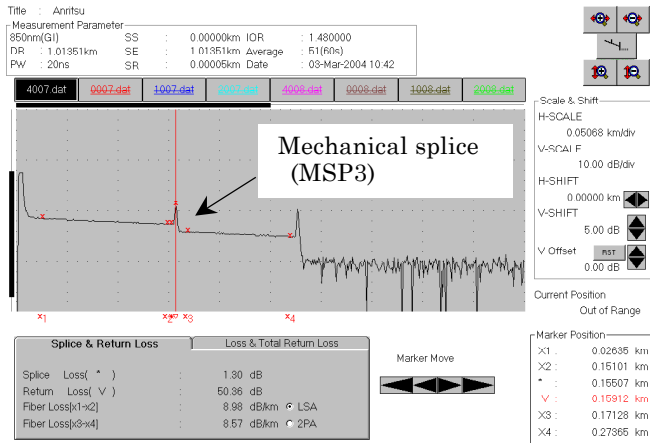 Title : Anritsu
Measurement Parameter
850nm(GI) SS : 0.00000km IOR : 1.480000
DR : 1.01351km SE : 1.01351km Average : 51(60s)
PW : 20ns SR : 0.00005km Date : 03-Mar-2004 10:42
4007.dat 0007.dat 1007.dat 4008.dat 0008.dat 1008.dat 2008.dat
Mechanical splice
(MSP3)
×1 ×2 * ▽ ×3 ×4
Scale & Shift
H-SCALE
0.05068 km/div
V-SCALE
10.00 dB/div
H-SHIFT
0.00000 km
V-SHIFT
5.00 dB
V Offset RST
0.00 dB
Current Position
Out of Range
Splice & Return Loss Loss & Total Return Loss
Splice Loss( * ) : 1.30 dB
Return Loss( ∨ ) : 50.36 dB
Fiber Loss[x1-x2] : 8.98 dB/km LSA
Fiber Loss[x3-x4] : 8.57 dB/km 2PA
Marker Move
Marker Position
X1 : 0.02635 km
X2 : 0.15101 km
* : 0.15507 km
∨ : 0.15912 km
X3 : 0.17128 km
X4 : 0.27365 km